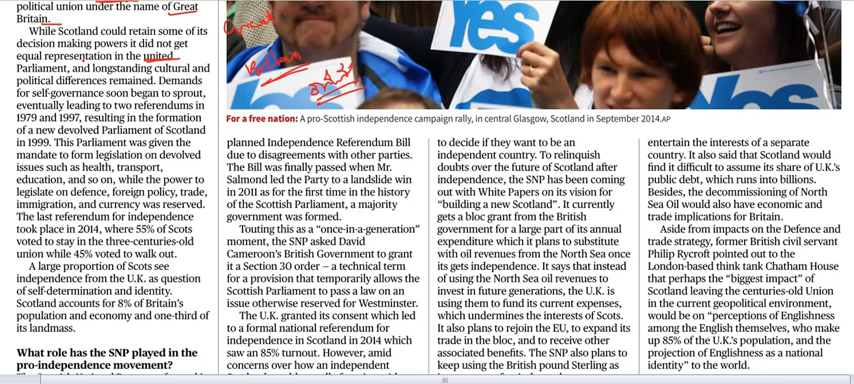 political union under the name of Great
Britain.
While Scotland could retain some of its
decision making powers it did not get
equal representation in the united
Parliament, and longstanding cultural and
political differences remained. Demands
for self-governance soon began to sprout,
eventually leading to two referendums in
1979 and 1997, resulting in the formation
of a new devolved Parliament of Scotland
in 1999. This Parliament was given the
mandate to form legislation on devolved
issues such as health, transport,
education, and so on, while the power to
legislate on defence, foreign policy, trade,
immigration, and currency was reserved.
The last referendum for independence
took place in 2014, where 55% of Scots
voted to stay in the three-centuries-old
union while 45% voted to walk out.
A large proportion of Scots see
independence from the U.K. as question
of self-determination and identity.
Scotland accounts for 8% of Britain's
population and economy and one-third of
its landmass.
What role has the SNP played in the
pro-independence movement?
Great
Yes
Yes
For a free nation: A pro-Scottish independence campaign rally, in central Glasgow, Scotland in September 2014. AP
planned Independence Referendum Bill
due to disagreements with other parties.
The Bill was finally passed when Mr.
Salmond led the Party to a landslide win
in 2011 as for the first time in the history
of the Scottish Parliament, a majority
government was formed.
Touting this as a "once-in-a-generation"
moment, the SNP asked David
Cameroon's British Government to grant
it a Section 30 order – a technical term
for a provision that temporarily allows the
Scottish Parliament to pass a law on an
issue otherwise reserved for Westminster.
The U.K. granted its consent which led
to a formal national referendum for
independence in Scotland in 2014 which
saw an 85% turnout. However, amid
concerns over how an independent
to decide if they want to be an
independent country. To relinquish
doubts over the future of Scotland after
independence, the SNP has been coming
out with White Papers on its vision for
"building a new Scotland". It currently
gets a bloc grant from the British
government for a large part of its annual
expenditure which it plans to substitute
with oil revenues from the North Sea once
its gets independence. It says that instead
of using the North Sea oil revenues to
invest in future generations, the U.K. is
using them to fund its current expenses,
which undermines the interests of Scots.
It also plans to rejoin the EU, to expand its
trade in the bloc, and to receive other
associated benefits. The SNP also plans to
keep using the British pound Sterling as
entertain the interests of a separate
country. It also said that Scotland would
find it difficult to assume its share of U.K.'s
public debt, which runs into billions.
Besides, the decommissioning of North
Sea Oil would also have economic and
trade implications for Britain.
Aside from impacts on the Defence and
trade strategy, former British civil servant
Philip Rycroft pointed out to the
London-based think tank Chatham House
that perhaps the "biggest impact" of
Scotland leaving the centuries-old Union
in the current geopolitical environment,
would be on "perceptions of Englishness
among the English themselves, who make
up 85% of the U.K.'s population, and the
projection of Englishness as a national
identity" to the world.